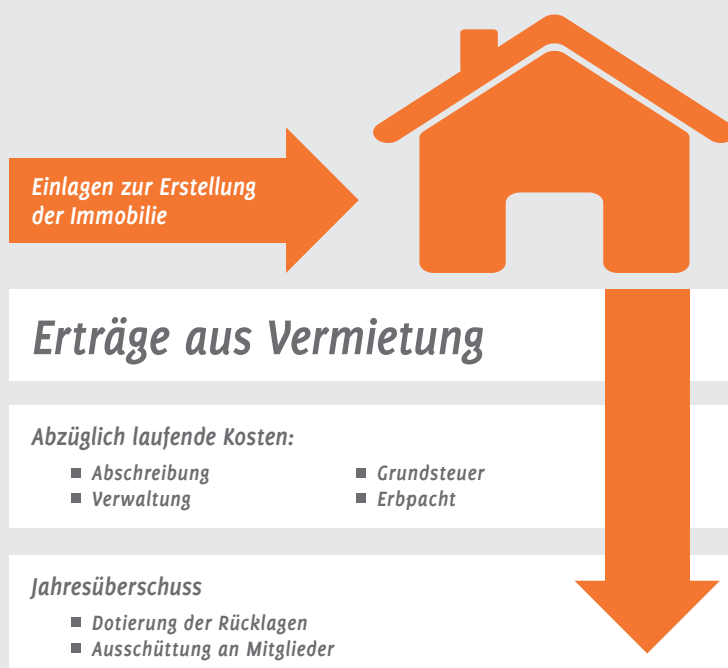 Einlagen zur Erstellung
der Immobilie
Erträge aus Vermietung
Abzüglich laufende Kosten:
■ Abschreibung
■ Verwaltung
■ Grundsteuer
■ Erbpacht
Jahresüberschuss
■ Dotierung der Rücklagen
■ Ausschüttung an Mitglieder